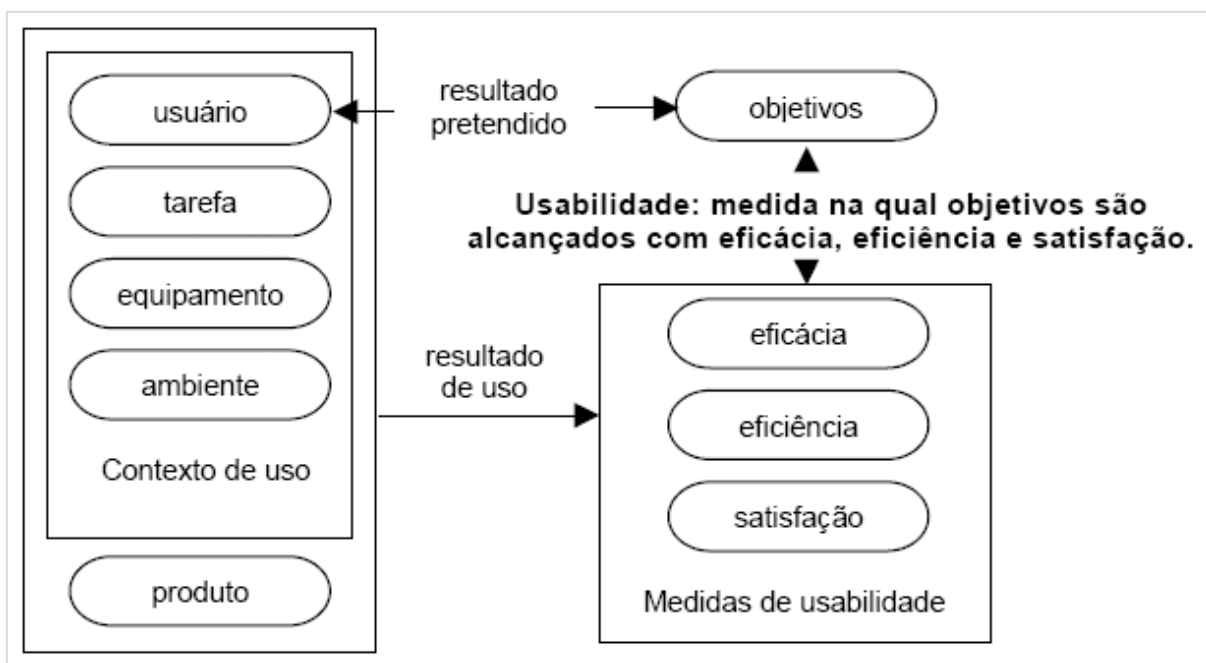 usuário
tarefa
equipamento
ambiente
Contexto de uso
produto
resultado
pretendido
objetivos
Usabilidade: medida na qual objetivos são
alcançados com eficácia, eficiência e satisfação.
resultado
de uso
eficácia
eficiência
satisfação
Medidas de usabilidade